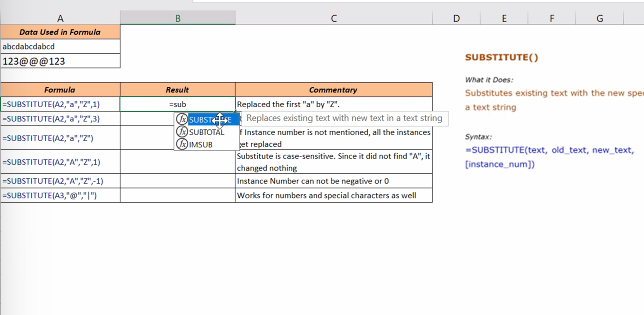 A B C D E F G
Data Used in Formula
abcdabcdabcd
123@@@123
Formula Result Commentary
=SUBSTITUTE(A2,"a","Z",1) =sub Replaced the first "a" by "Z".
=SUBSTITUTE(A2,"a","Z",3) SUBSTITUTE Replaces existing text with new text in a text string
=SUBSTITUTE(A2,"a","Z") SUBTOTAL If Instance number is not mentioned, all the instances
IMSUB get replaced
=SUBSTITUTE(A2,"A","Z",1) Substitute is case-sensitive. Since it did not find "A", it
changed nothing
=SUBSTITUTE(A2,"A","Z",-1) Instance Number can not be negative or 0
=SUBSTITUTE(A3,"@","|") Works for numbers and special characters as well
SUBSTITUTE()
What it Does:
Substitutes existing text with the new spec
a text string
Syntax:
=SUBSTITUTE(text, old_text, new_text,
[instance_num])